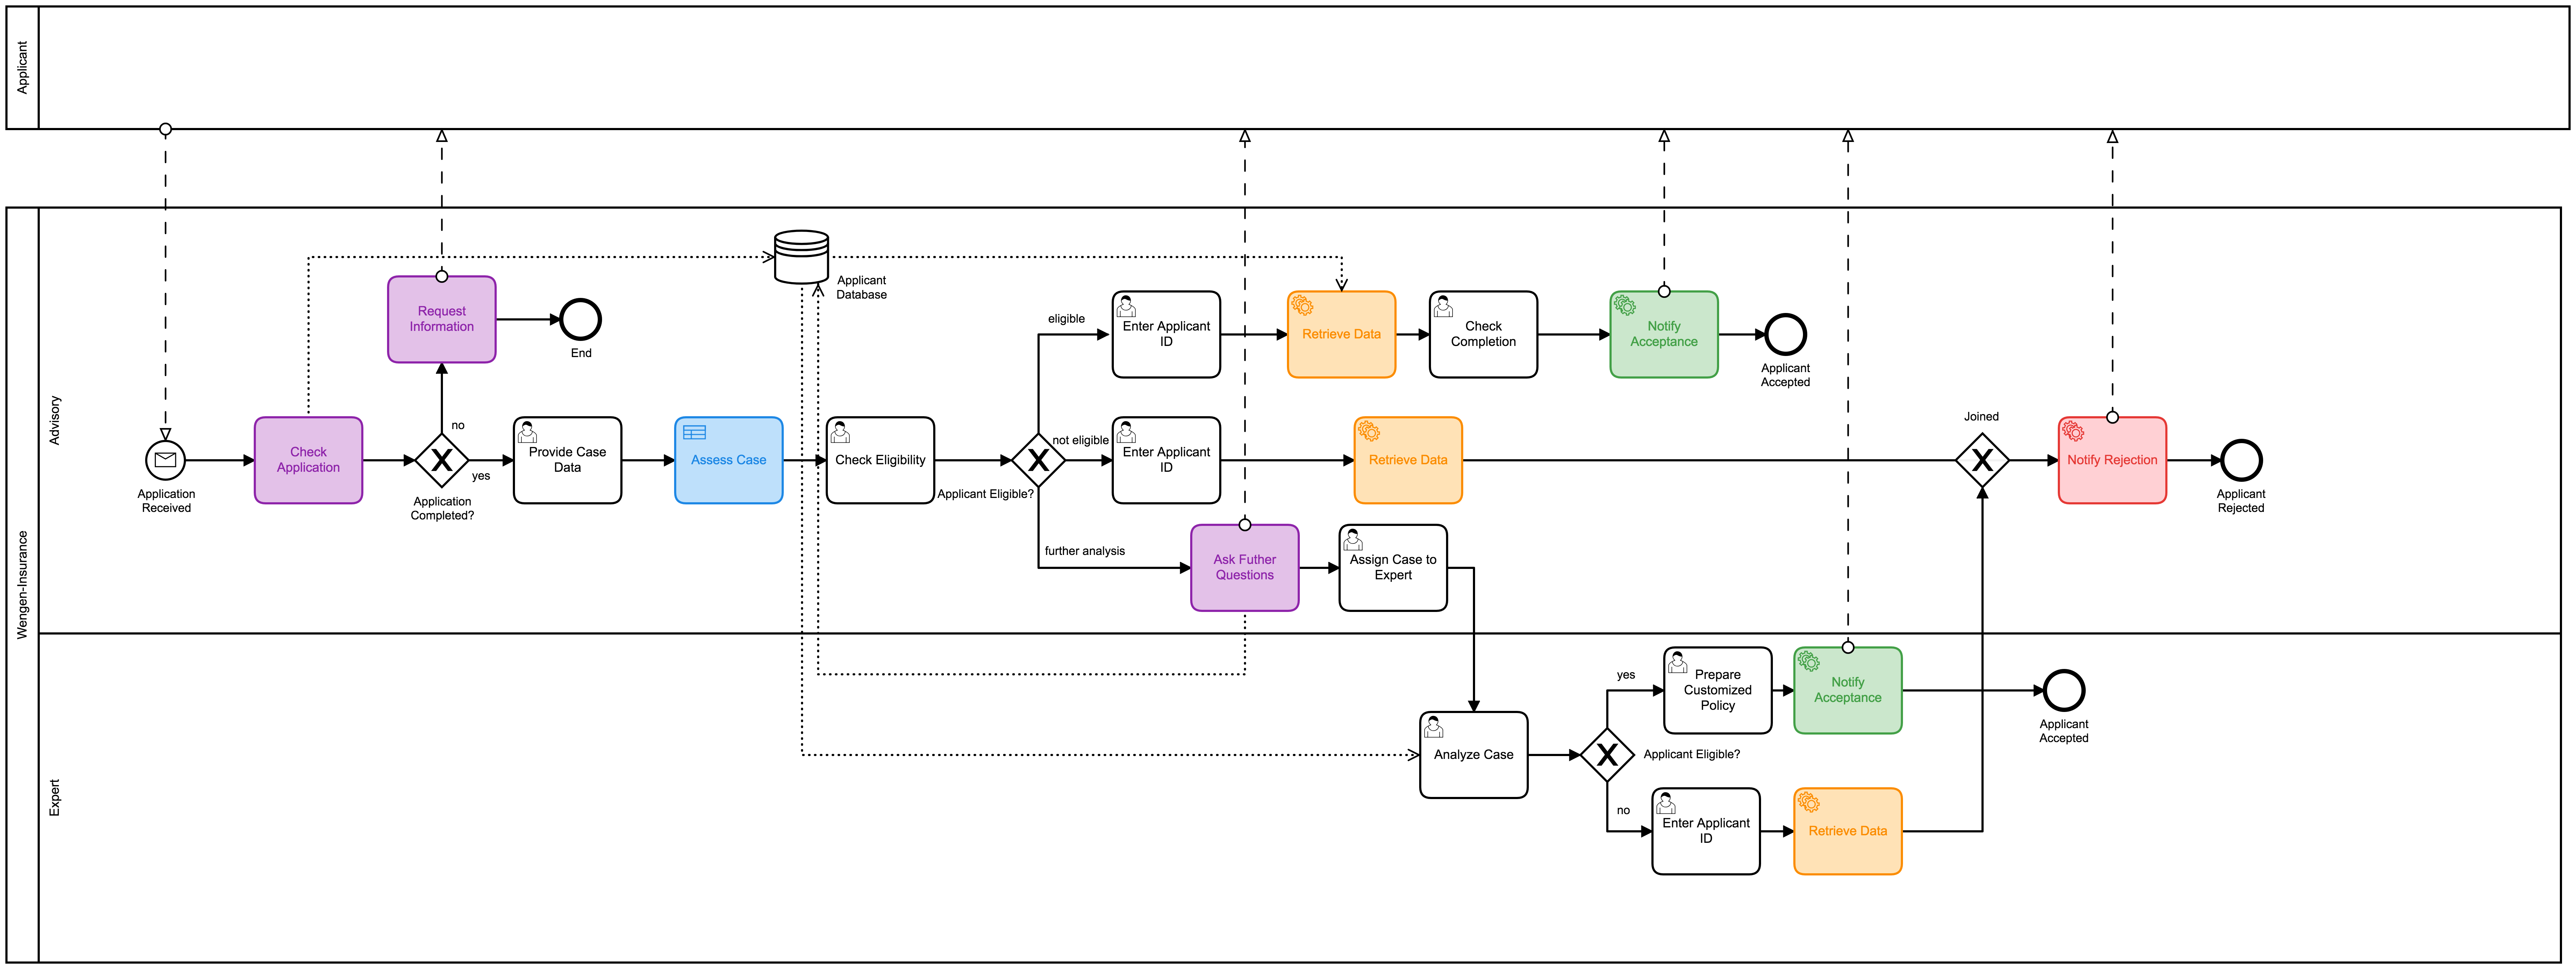 Applicant
Wengen-Insurance
Advisory
Expert
Application
Received
Check
Application
Request
Information
End
no
yes
Application
Completed?
Provide Case
Data
Assess Case
Applicant
Database
Check Eligibility
Applicant Eligible?
eligible
not eligible
further analysis
Enter Applicant
ID
Retrieve Data
Check
Completion
Notify
Acceptance
Applicant
Accepted
Enter Applicant
ID
Retrieve Data
Joined
Notify Rejection
Applicant
Rejected
Ask Futher
Questions
Assign Case to
Expert
Analyze Case
Applicant Eligible?
yes
no
Prepare
Customized
Policy
Notify
Acceptance
Applicant
Accepted
Enter Applicant
ID
Retrieve Data